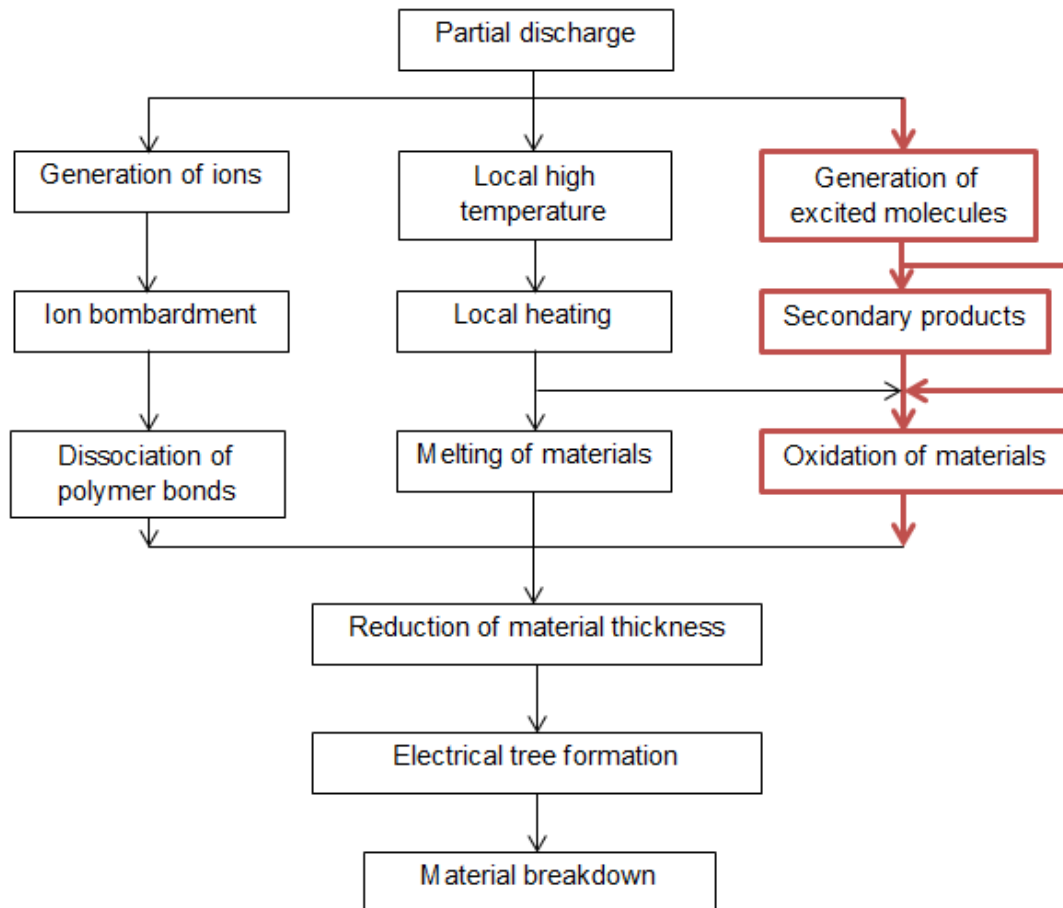 Partial discharge
Generation of ions
Local high
temperature
Generation of
excited molecules
Ion bombardment
Local heating
Secondary products
Dissociation of
polymer bonds
Melting of materials
Oxidation of materials
Reduction of material thickness
Electrical tree formation
Material breakdown